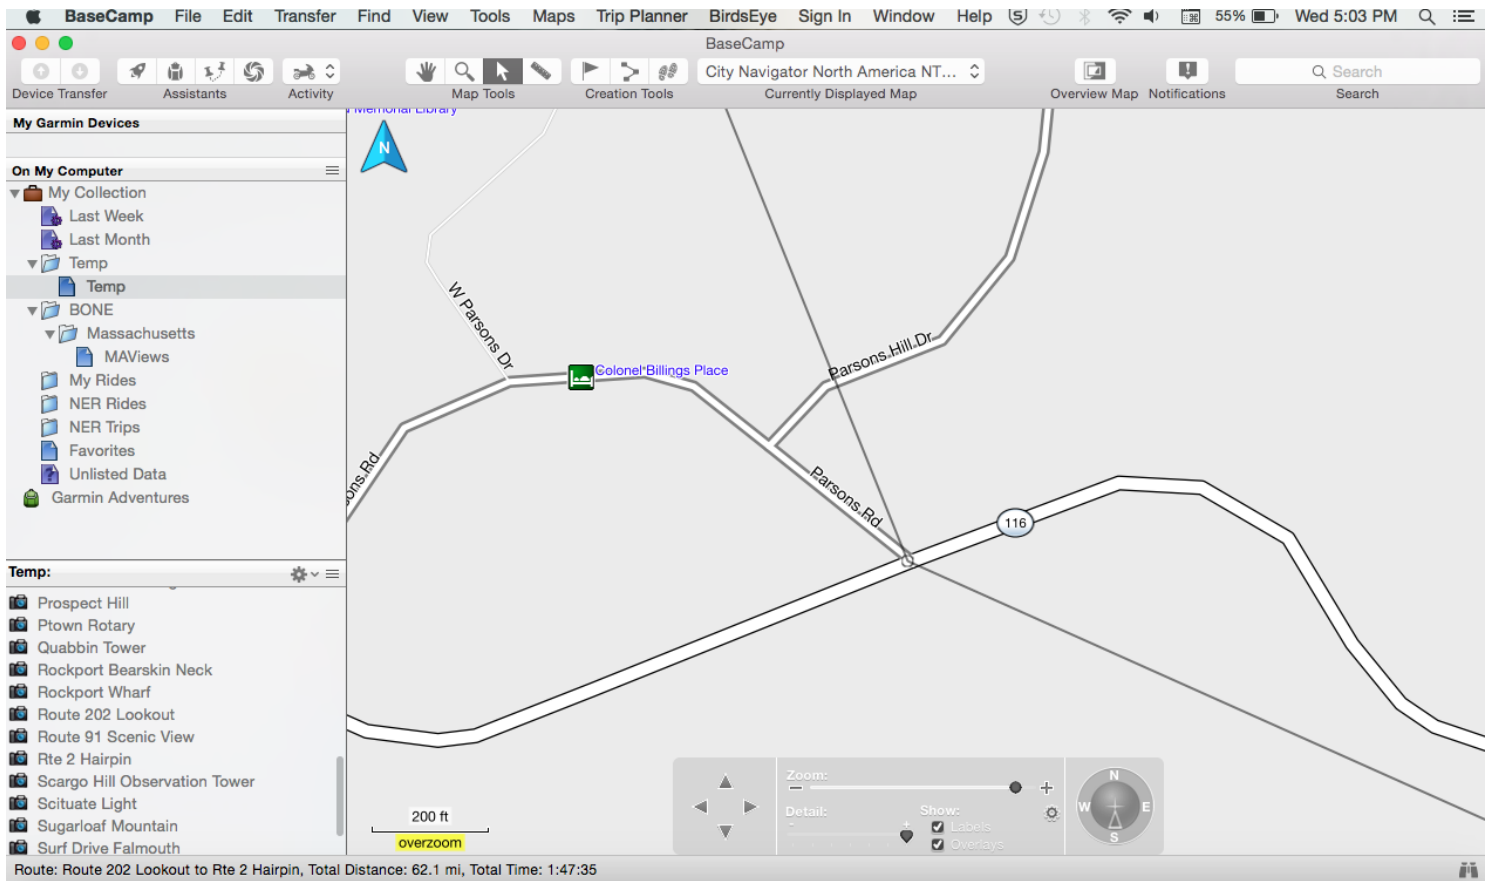 BaseCamp File Edit Transfer Find View Tools Maps Trip Planner BirdsEye Sign In Window Help 55% Wed 5:03 PM
BaseCamp
City Navigator North America NT...
Search
Device Transfer Assistants Activity Map Tools Creation Tools Currently Displayed Map Overview Map Notifications Search
My Garmin Devices
On My Computer
My Collection
Last Week
Last Month
Temp
Temp
BONE
Massachusetts
MAViews
My Rides
NER Rides
NER Trips
Favorites
Unlisted Data
Garmin Adventures
Temp:
Prospect Hill
Ptown Rotary
Quabbin Tower
Rockport Bearskin Neck
Rockport Wharf
Route 202 Lookout
Route 91 Scenic View
Rte 2 Hairpin
Scargo Hill Observation Tower
Scituate Light
Sugarloaf Mountain
Surf Drive Falmouth
Memorial Library
N
W Parsons Dr
Colonel Billings Place
Parsons Hill Dr
ons Rd
Parsons Rd
116
200 ft
overzoom
Zoom:
Detail:
Show:
Labels
Overlays
N
W
E
S
Route: Route 202 Lookout to Rte 2 Hairpin, Total Distance: 62.1 mi, Total Time: 1:47:35